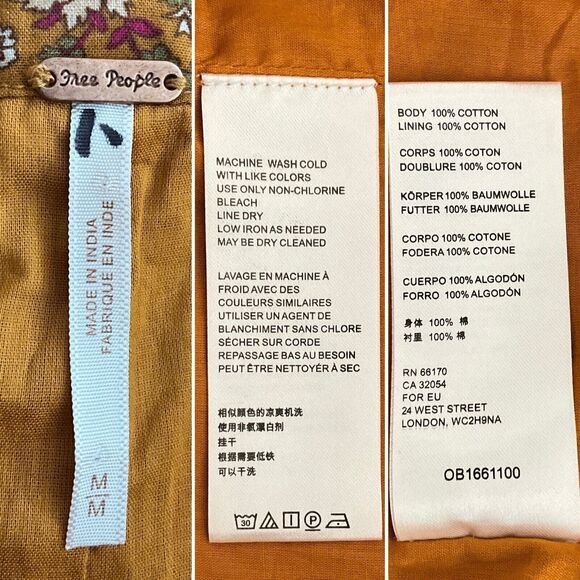 Free People
MADE IN INDIA
FABRIQUE EN INDE
M
M
MACHINE WASH COLD
WITH LIKE COLORS
USE ONLY NON-CHLORINE
BLEACH
LINE DRY
LOW IRON AS NEEDED
MAY BE DRY CLEANED
LAVAGE EN MACHINE À
FROID AVEC DES
COULEURS SIMILAIRES
UTILISER UN AGENT DE
BLANCHIMENT SANS CHLORE
SÉCHER SUR CORDE
REPASSAGE BAS AU BESOIN
PEUT ÊTRE NETTOYÉR À SEC
相似顏色的凉爽机洗
使用非氯漂白剂
挂干
根据需要低铁
可以干洗
30
P
BODY 100% COTTON
LINING 100% COTTON
CORPS 100% COTON
DOUBLURE 100% COTON
KÖRPER 100% BAUMWOLLE
FUTTER 100% BAUMWOLLE
CORPO 100% COTONE
FODERA 100% COTONE
CUERPO 100% ALGODÓN
FORRO 100% ALGODÓN
身体 100% 棉
衬里 100% 棉
RN 66170
CA 32054
FOR EU
24 WEST STREET
LONDON, WC2H9NA
OB1661100